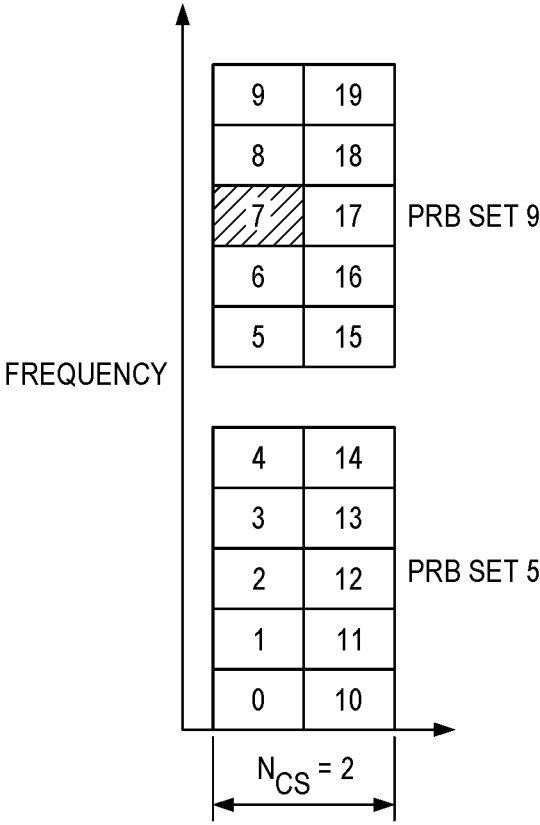 9 19
8 18
7 17 PRB SET 9
6 16
5 15
FREQUENCY
4 14
3 13
2 12 PRB SET 5
1 11
0 10
N_CS = 2